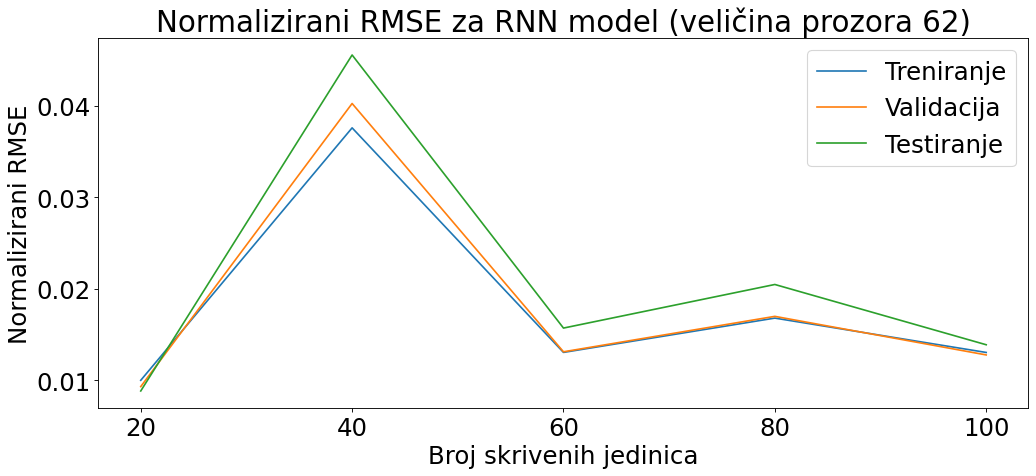 Normalizirani RMSE za RNN model (veličina prozora 62)
Treniranje
Validacija
Testiranje
Normalizirani RMSE
0.04
0.03
0.02
0.01
20 40 60 80 100
Broj skrivenih jedinica